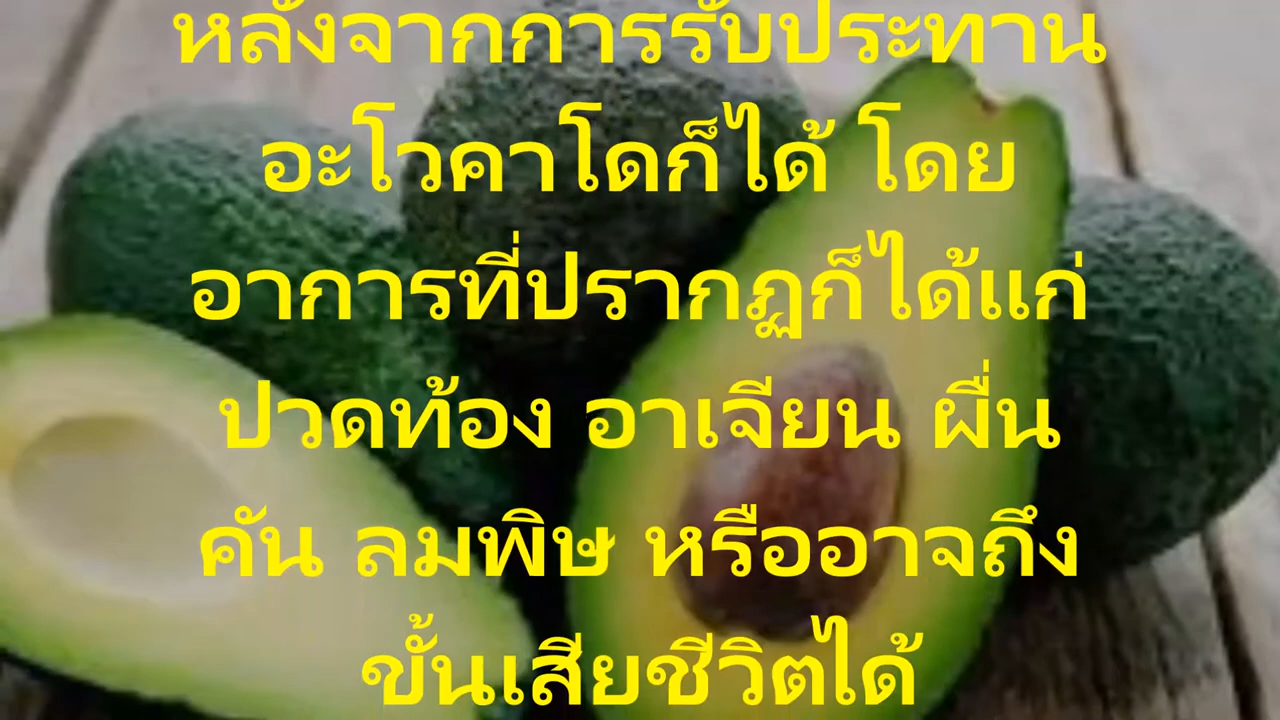 หลังจากการรับประทาน
อะโวคาโดก็ได้ โดย
อาการที่ปรากฏก็ได้แก่
ปวดท้อง อาเจียน ผื่น
คัน ลมพิษ หรืออาจถึง
ขั้นเสียชีวิตได้